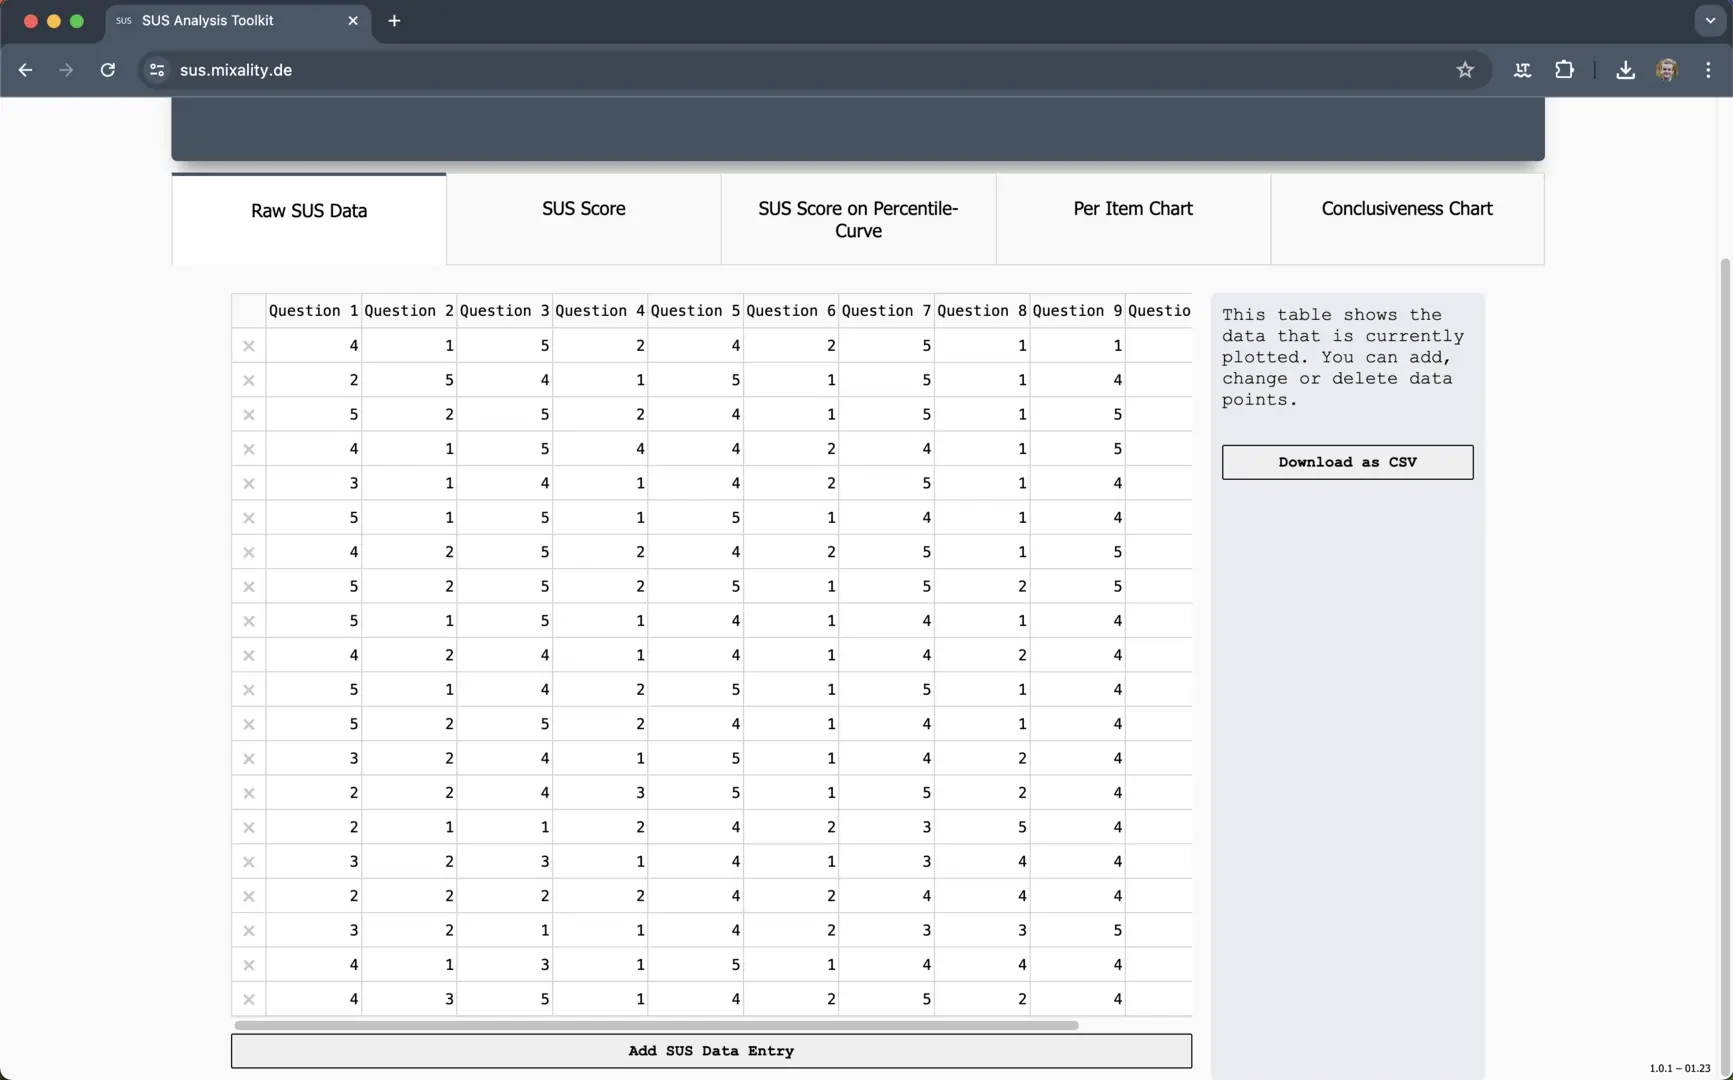 SUS SUS Analysis Toolkit
sus.mixality.de
Raw SUS Data SUS Score SUS Score on Percentile- Per Item Chart Conclusiveness Chart
Curve
Question 1 Question 2 Question 3 Question 4 Question 5 Question 6 Question 7 Question 8 Question 9 Questio
4 1 5 2 4 2 5 1 1
2 5 4 1 5 1 5 1 4
5 2 5 2 4 1 5 1 5
4 1 5 4 4 2 4 1 5
3 1 4 1 4 2 5 1 4
5 1 5 1 5 1 4 1 4
4 2 5 2 4 2 5 1 5
5 2 5 2 5 1 5 2 5
5 1 5 1 4 1 4 1 4
4 2 4 1 4 1 4 2 4
5 1 4 2 5 1 5 1 4
5 2 5 2 4 1 4 1 4
3 2 4 1 5 1 4 2 4
2 2 4 3 5 1 5 2 4
2 1 1 2 4 2 3 5 4
3 2 3 1 4 1 3 4 4
2 2 2 2 4 2 4 4 4
3 2 1 1 4 2 3 3 5
4 1 3 1 5 1 4 4 4
4 3 5 1 4 2 5 2 4
Add SUS Data Entry
This table shows the
data that is currently
plotted. You can add,
change or delete data
points.
Download as CSV
1.0.1 – 01.23